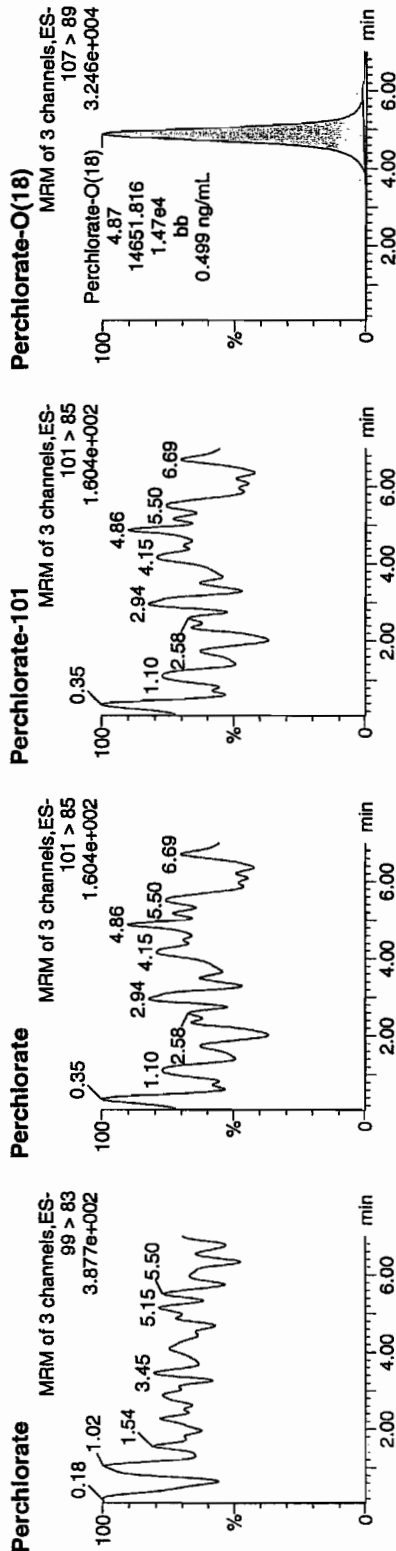 Perchlorate
MRM of 3 channels,ES-
99 > 83
3.877e+002
100
0.18
1.02
1.54
3.45
5.15
5.50
%
0
2.00
4.00
6.00
min
Perchlorate
MRM of 3 channels,ES-
101 > 85
1.604e+002
100
0.35
1.10
2.58
2.94
4.15
4.86
5.50
6.69
%
0
2.00
4.00
6.00
min
Perchlorate-101
MRM of 3 channels,ES-
101 > 85
1.604e+002
100
0.35
1.10
2.58
2.94
4.15
4.86
5.50
6.69
%
0
2.00
4.00
6.00
min
Perchlorate-O(18)
MRM of 3 channels,ES-
107 > 89
3.246e+004
100
Perchlorate-O(18)
4.87
14651.816
1.47e4
bb
0.499 ng/mL
%
0
2.00
4.00
6.00
min